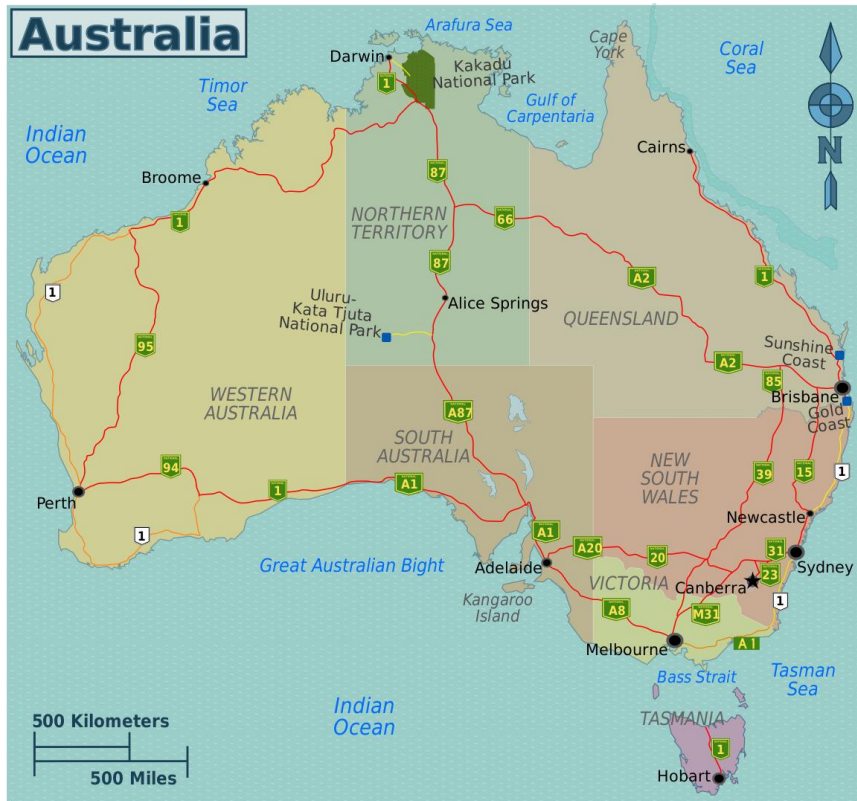 Australia
Arafura Sea
Cape
York
Coral
Sea
Darwin
Kakadu
National Park
1
Timor
Sea
Gulf of
Carpentaria
Indian
Ocean
N
Cairns
Broome
87
1
NORTHERN
TERRITORY
66
87
A2
1
1
Alice Springs
Uluru-
Kata Tjuta
National Park
QUEENSLAND
95
Sunshine
Coast
A2
85
Brisbane
WESTERN
AUSTRALIA
A87
Gold
Coast
SOUTH
AUSTRALIA
NEW
SOUTH
WALES
94
39
15
1
1
A1
Perth
Newcastle
1
A1
A20
20
31
Great Australian Bight
Adelaide
Sydney
VICTORIA
Canberra
23
Kangaroo
Island
A8
M31
1
Melbourne
A1
Bass Strait
Tasman
Sea
Indian
Ocean
500 Kilometers
500 Miles
TASMANIA
1
Hobart